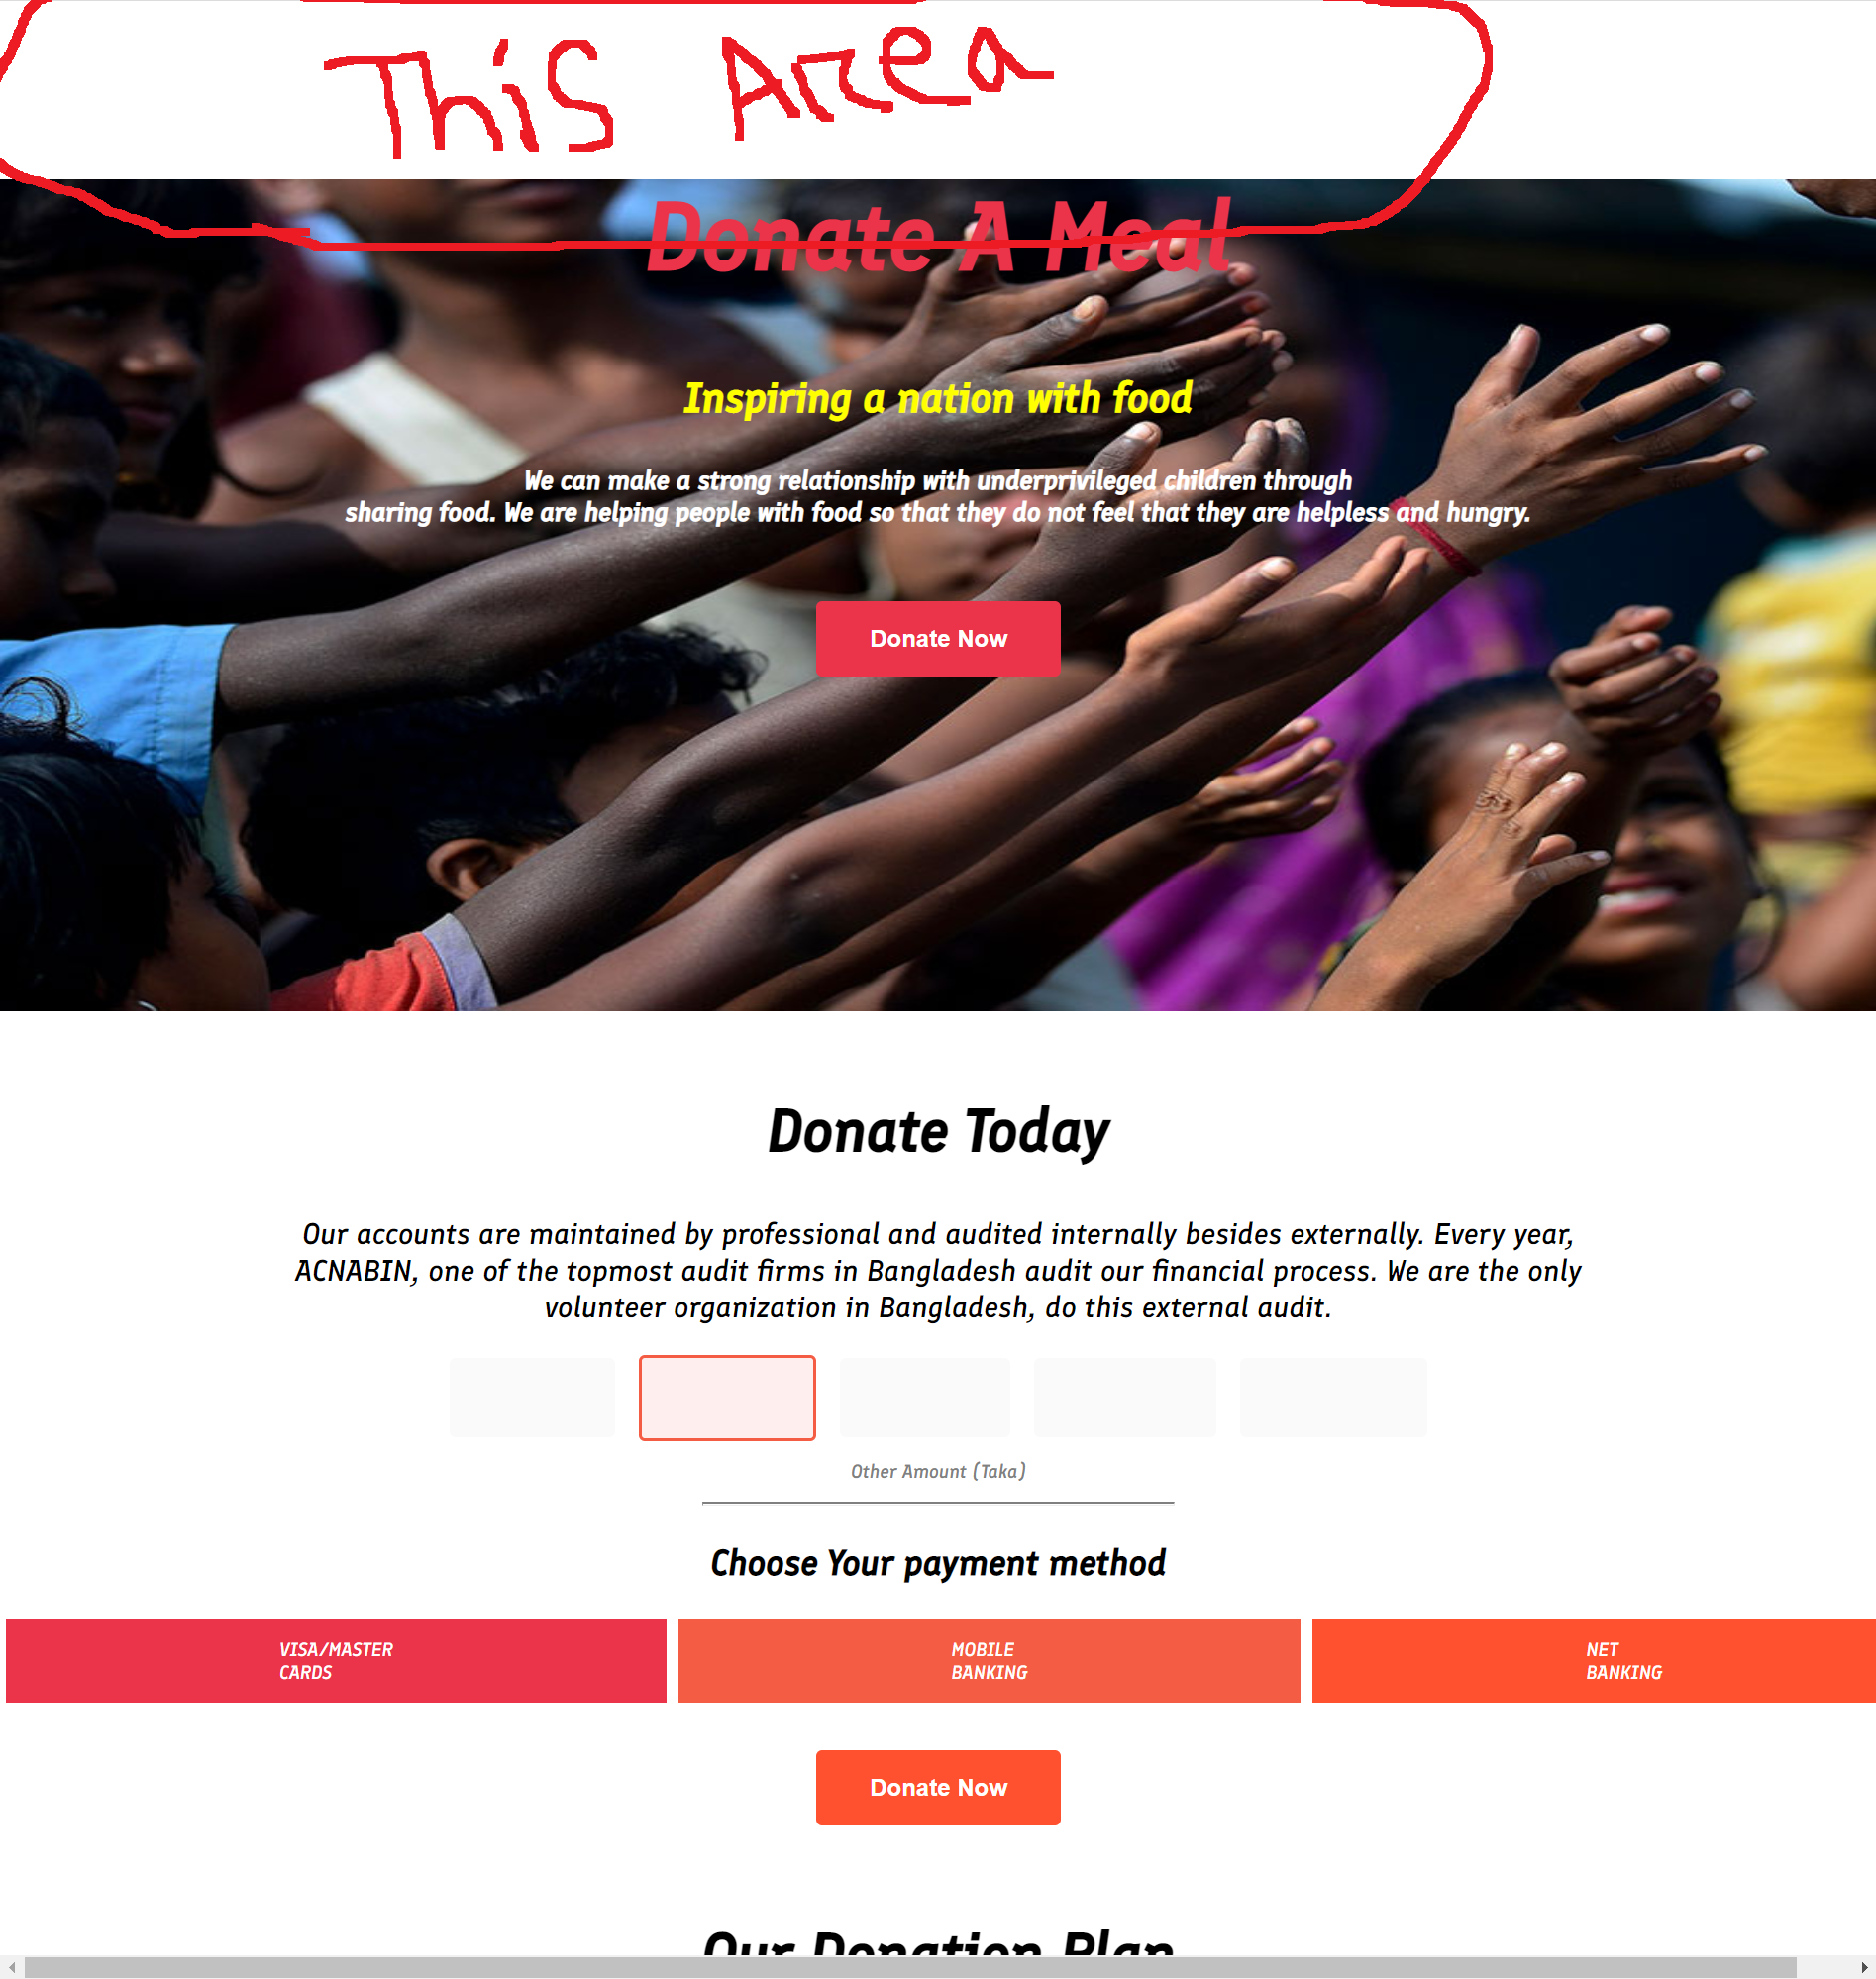 This Area
Donate A Meal
Inspiring a nation with food
We can make a strong relationship with underprivileged children through
sharing food. We are helping people with food so that they do not feel that they are helpless and hungry.
Donate Now
Donate Today
Our accounts are maintained by professional and audited internally besides externally. Every year,
ACNABIN, one of the topmost audit firms in Bangladesh audit our financial process. We are the only
volunteer organization in Bangladesh, do this external audit.
Other Amount (Taka)
Choose Your payment method
VISA/MASTER
CARDS
MOBILE
BANKING
NET
BANKING
Donate Now
Our Donation Plan